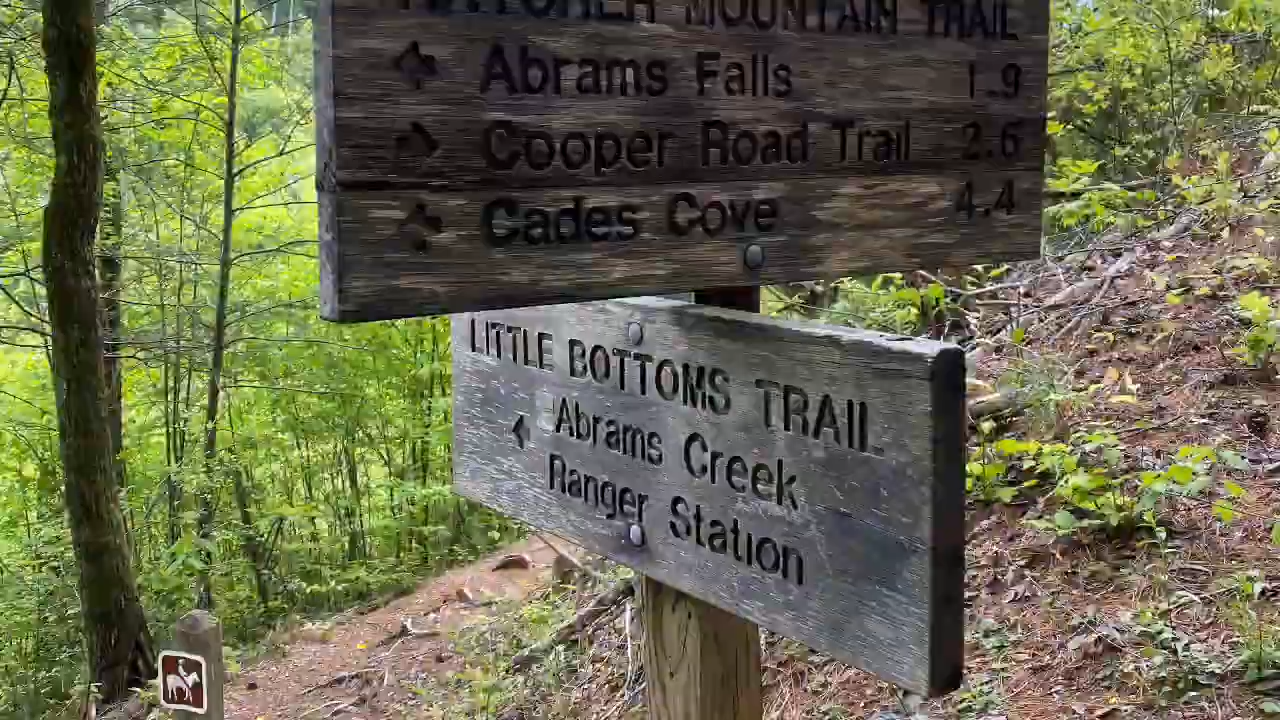 MOUNTAIN TRAIL
Abrams Falls 1.9
Cooper Road Trail 2.6
Cades Cove 4.4
LITTLE BOTTOMS TRAIL
Abrams Creek
Ranger Station